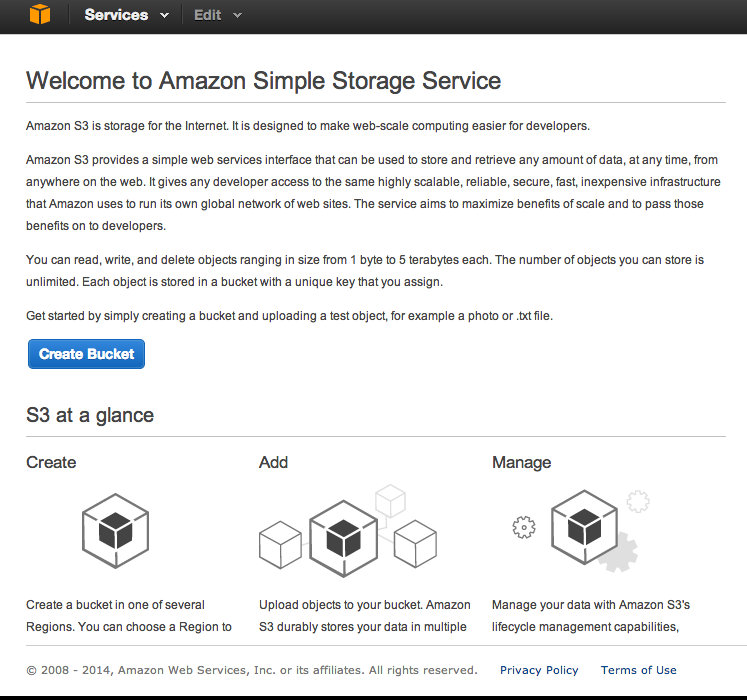 Services Edit
Welcome to Amazon Simple Storage Service
Amazon S3 is storage for the Internet. It is designed to make web-scale computing easier for developers.
Amazon S3 provides a simple web services interface that can be used to store and retrieve any amount of data, at any time, from
anywhere on the web. It gives any developer access to the same highly scalable, reliable, secure, fast, inexpensive infrastructure
that Amazon uses to run its own global network of web sites. The service aims to maximize benefits of scale and to pass those
benefits on to developers.
You can read, write, and delete objects ranging in size from 1 byte to 5 terabytes each. The number of objects you can store is
unlimited. Each object is stored in a bucket with a unique key that you assign.
Get started by simply creating a bucket and uploading a test object, for example a photo or .txt file.
Create Bucket
S3 at a glance
Create
Create a bucket in one of several
Regions. You can choose a Region to
Add
Upload objects to your bucket. Amazon
S3 durably stores your data in multiple
Manage
Manage your data with Amazon S3's
lifecycle management capabilities,
© 2008 - 2014, Amazon Web Services, Inc. or its affiliates. All rights reserved. Privacy Policy Terms of Use